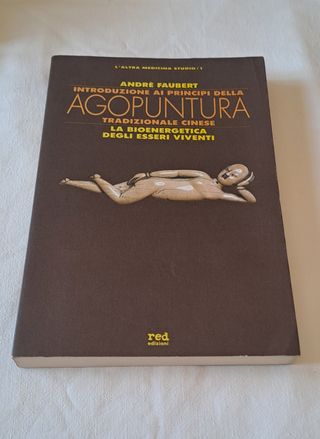 L'ALTRA MEDICINA STUDIO/1
ANDRÈ FAUBERT
INTRODUZIONE AI PRINCIPI DELLA
AGOPUNTURA
TRADIZIONALE CINESE
LA BIOENERGETICA
DEGLI ESSERI VIVENTI
red
edizioni